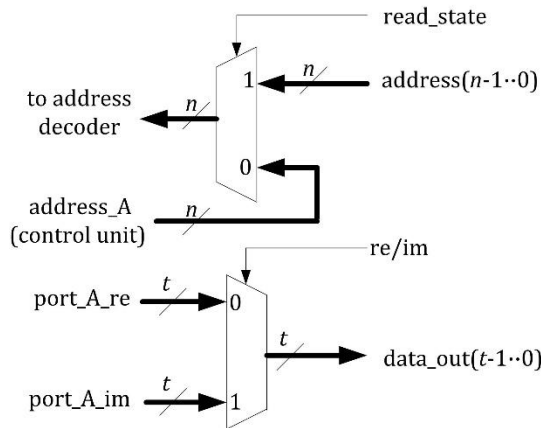 read_state
1
n
address(n-1··0)
to address
decoder
n
0
address_A
(control unit)
n
re/im
port_A_re
t
0
t
data_out(t-1··0)
port_A_im
t
1